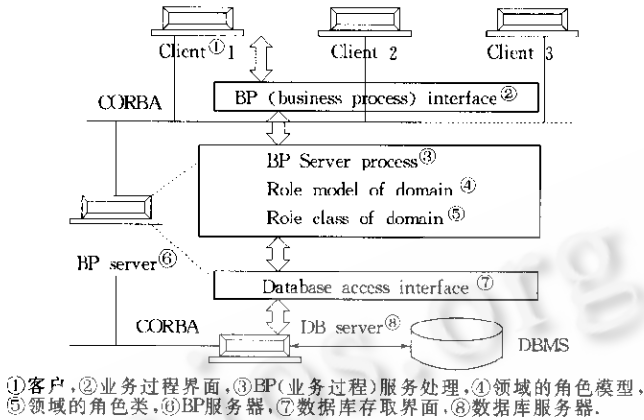 Client① 1
Client 2
Client 3
CORBA
BP (business process) interface②
BP Server process③
Role model of domain④
Role class of domain⑤
BP server⑥
Database access interface⑦
CORBA
DB server⑧
DBMS
①客户,②业务过程界面,③BP(业务过程)服务处理,④领域的角色模型,
⑤领域的角色类,⑥BP服务器,⑦数据库存取界面,⑧数据库服务器.